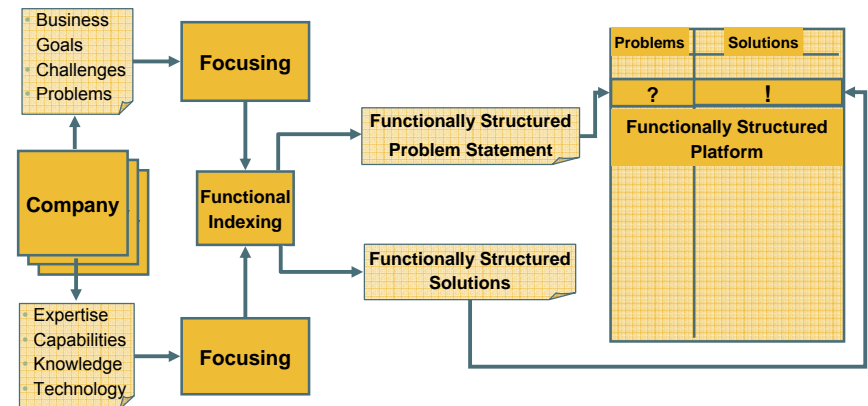 Business
Goals
Challenges
Problems
Focusing
Company
Expertise
Capabilities
Knowledge
Technology
Focusing
Functional
Indexing
Functionally Structured
Problem Statement
Functionally Structured
Solutions
Problems Solutions
? !
Functionally Structured
Platform